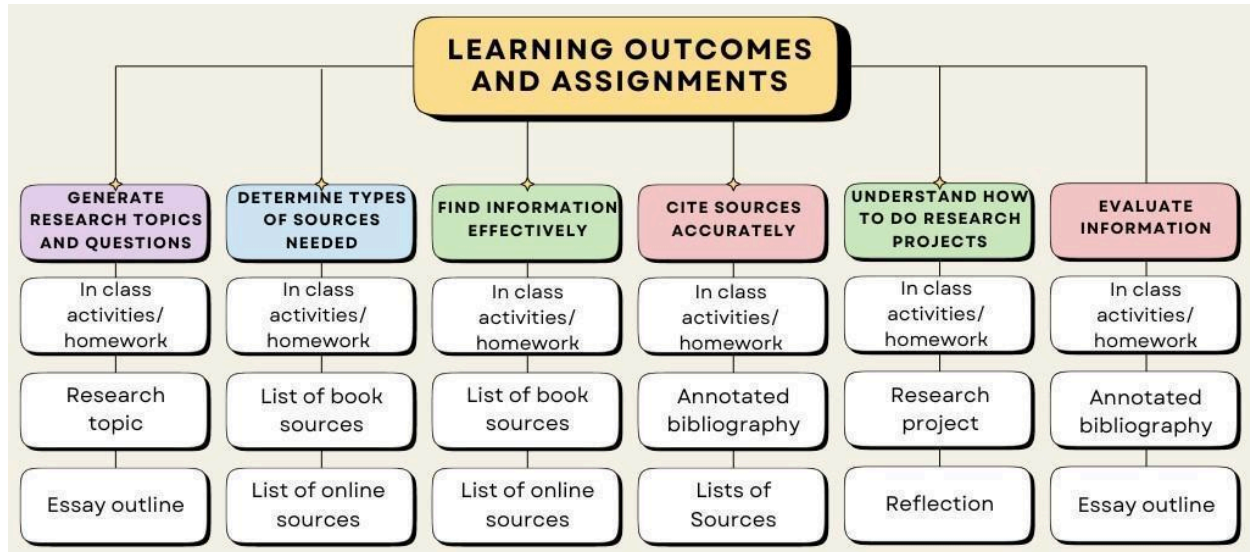 LEARNING OUTCOMES
AND ASSIGNMENTS
GENERATE
RESEARCH TOPICS
AND QUESTIONS
In class
activities/
homework
Research
topic
Essay outline
DETERMINE TYPES
OF SOURCES
NEEDED
In class
activities/
homework
List of book
sources
List of online
sources
FIND INFORMATION
EFFECTIVELY
In class
activities/
homework
List of book
sources
List of online
sources
CITE SOURCES
ACCURATELY
In class
activities/
homework
Annotated
bibliography
Lists of
Sources
UNDERSTAND HOW
TO DO RESEARCH
PROJECTS
In class
activities/
homework
Research
project
Reflection
EVALUATE
INFORMATION
In class
activities/
homework
Annotated
bibliography
Essay outline